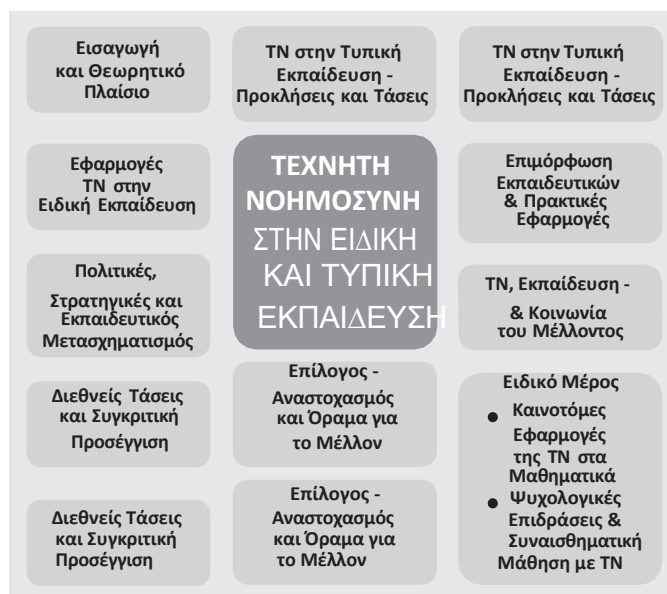 Εισαγωγή
και Θεωρητικό
Πλαίσιο
ΤΝ στην Τυπική
Εκπαίδευση -
Προκλήσεις και Τάσεις
ΤΝ στην Τυπική
Εκπαίδευση -
Προκλήσεις και Τάσεις
Εφαρμογές
ΤΝ στην
Ειδική Εκπαίδευση
ΤΕΧΝΗΤΗ
ΝΟΗΜΟΣΥΝΗ
ΣΤΗΝ ΕΙΔΙΚΗ
ΚΑΙ ΤΥΠΙΚΗ
ΕΚΠΑΙΔΕΥΣΗ
Επιμόρφωση
Εκπαιδευτικών
& Πρακτικές
Εφαρμογές
Πολιτικές,
Στρατηγικές και
Εκπαιδευτικός
Μετασχηματισμός
ΤΝ, Εκπαίδευση -
& Κοινωνία
του Μέλλοντος
Διεθνείς Τάσεις
και Συγκριτική
Προσέγγιση
Επίλογος -
Αναστοχασμός
και Όραμα για
το Μέλλον
Ειδικό Μέρος
● Καινοτόμες
Εφαρμογές
της ΤΝ στα
Μαθηματικά
● Ψυχολογικές
Επιδράσεις &
Συναισθηματική
Μάθηση με ΤΝ
Διεθνείς Τάσεις
και Συγκριτική
Προσέγγιση
Επίλογος -
Αναστοχασμός
και Όραμα για
το Μέλλον